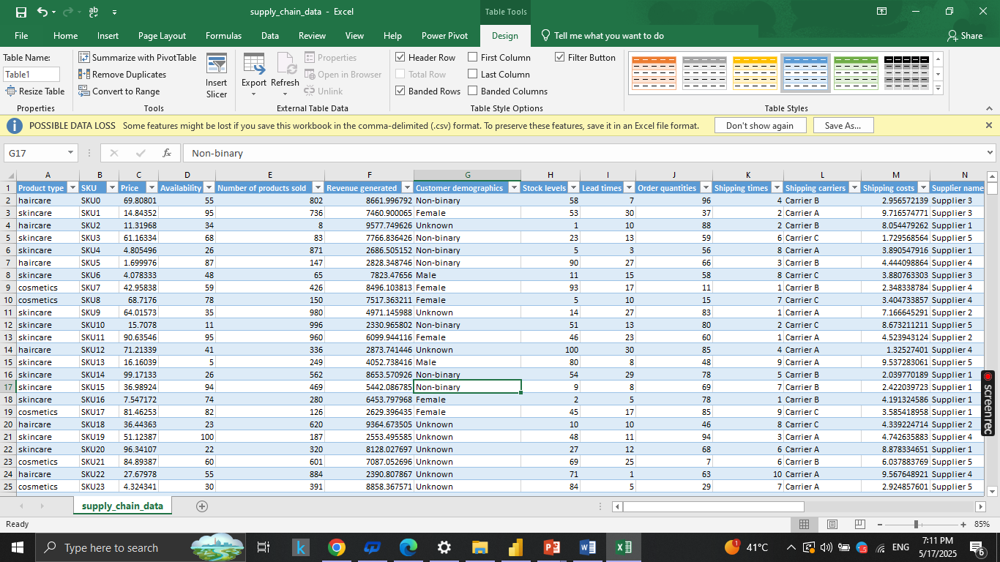 supply_chain_data - Excel
Table Tools
File Home Insert Page Layout Formulas Data Review View Help Power Pivot Design Tell me what you want to do Share
Table Name: Summarize with PivotTable Properties Header Row First Column Filter Button
Table1 Remove Duplicates Insert Slicer Export Refresh Open in Browser Total Row Last Column
Resize Table Convert to Range Unlink Banded Rows Banded Columns
Properties Tools External Table Data Table Style Options Table Styles
POSSIBLE DATA LOSS Some features might be lost if you save this workbook in the comma-delimited (.csv) format. To preserve these features, save it in an Excel file format. Don't show again Save As...
G17 fx Non-binary
A B C D E F G H I J K L M N
1 Product type SKU Price Availability Number of products sold Revenue generated Customer demographics Stock levels Lead times Order quantities Shipping times Shipping carriers Shipping costs Supplier name
2 haircare SKU0 69.80801 55 802 8661.996792 Non-binary 58 7 96 4 Carrier B 2.956572139 Supplier 3
3 skincare SKU1 14.84352 95 736 7460.900065 Female 53 30 37 2 Carrier A 9.716574771 Supplier 3
4 haircare SKU2 11.31968 34 8 9577.749626 Unknown 1 10 88 2 Carrier B 8.054479262 Supplier 1
5 skincare SKU3 61.16334 68 83 7766.836426 Non-binary 23 13 59 6 Carrier C 1.729568564 Supplier 5
6 skincare SKU4 4.805496 26 871 2686.505152 Non-binary 5 3 56 8 Carrier A 3.890547916 Supplier 1
7 haircare SKU5 1.699976 87 147 2828.348746 Non-binary 90 27 66 3 Carrier B 4.444098864 Supplier 4
8 skincare SKU6 4.078333 48 65 7823.47656 Male 11 15 58 8 Carrier C 3.880763303 Supplier 3
9 cosmetics SKU7 42.95838 59 426 8496.103813 Female 93 17 11 1 Carrier B 2.348338784 Supplier 4
10 cosmetics SKU8 68.7176 78 150 7517.363211 Female 5 10 15 7 Carrier C 3.404733857 Supplier 4
11 skincare SKU9 64.01573 35 980 4971.145988 Unknown 14 27 83 1 Carrier A 7.166645291 Supplier 2
12 skincare SKU10 15.7078 11 996 2330.965802 Non-binary 51 13 80 2 Carrier C 8.673211211 Supplier 5
13 skincare SKU11 90.63546 95 960 6099.944116 Female 46 23 60 1 Carrier A 4.523943124 Supplier 2
14 haircare SKU12 71.21339 41 336 2873.741446 Unknown 100 30 85 4 Carrier A 1.32527401 Supplier 4
15 skincare SKU13 16.16039 5 249 4052.738416 Male 80 8 48 9 Carrier A 9.537283061 Supplier 5
16 skincare SKU14 99.17133 26 562 8653.570926 Non-binary 54 29 78 5 Carrier B 2.039770189 Supplier 1
17 skincare SKU15 36.98924 94 469 5442.086785 Non-binary 9 8 69 7 Carrier B 2.422039723 Supplier 1
18 skincare SKU16 7.547172 74 280 6453.797968 Female 2 5 78 1 Carrier B 4.191324586 Supplier 1
19 cosmetics SKU17 81.46253 82 126 2629.396435 Female 45 17 85 9 Carrier C 3.585418958 Supplier 1
20 haircare SKU18 36.44363 23 620 9364.673505 Unknown 10 10 46 8 Carrier C 4.339224714 Supplier 2
21 skincare SKU19 51.12387 100 187 2553.495585 Unknown 48 11 94 3 Carrier A 4.742635883 Supplier 4
22 skincare SKU20 96.34107 22 320 8128.027697 Unknown 27 12 68 6 Carrier A 8.878334651 Supplier 1
23 cosmetics SKU21 84.89387 60 601 7087.052696 Unknown 69 25 7 6 Carrier B 6.037883769 Supplier 5
24 haircare SKU22 27.67978 55 884 2390.807867 Unknown 71 1 63 10 Carrier A 9.567648921 Supplier 4
25 cosmetics SKU23 4.324341 30 391 8858.367571 Unknown 84 5 29 7 Carrier A 2.924857601 Supplier 5
screen rec
supply_chain_data
Ready 85%
Type here to search 41°C ENG 7:11 PM
5/17/2025 6